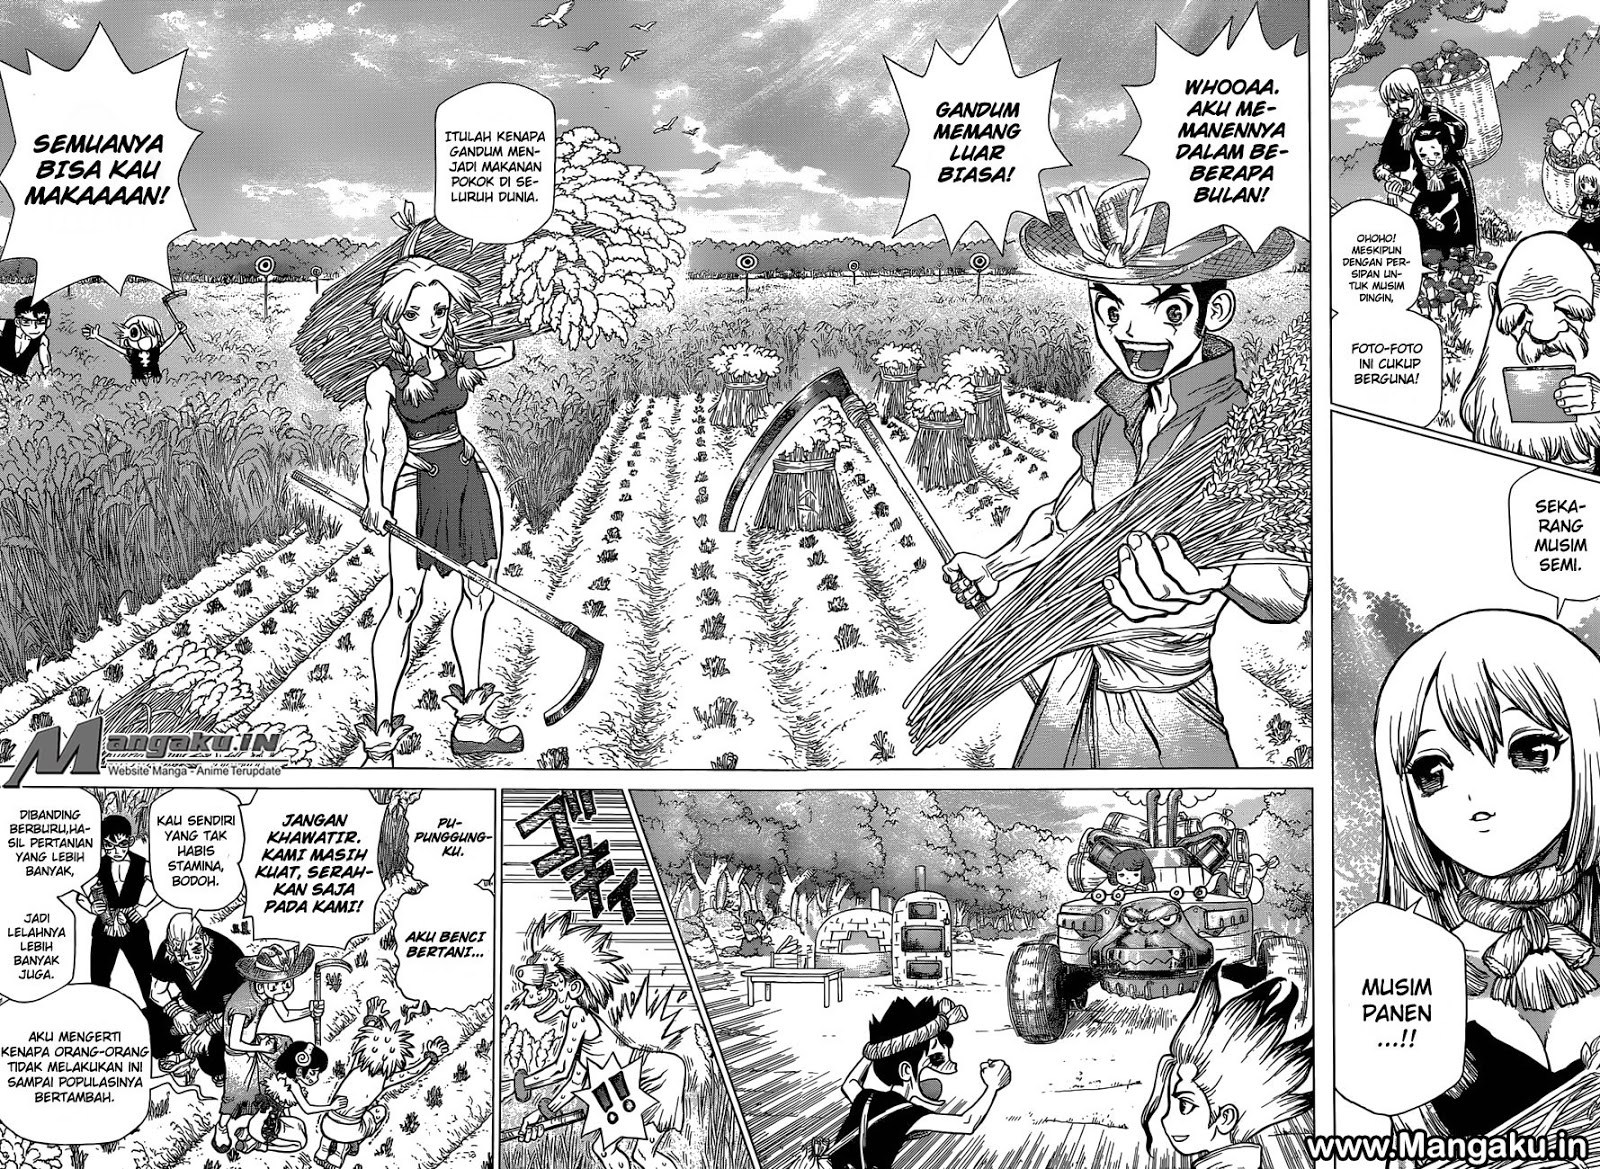 OHOHO!
MESKIPUN
DENGAN PER-
SIPAN UN-
TUK MUSIM
DINGIN,
FOTO-FOTO
INI CUKUP
BERGUNA!
SEKA-
RANG
MUSIM
SEMI.
MUSIM
PANEN
...!!
WHOOAA.
AKU ME-
MANENNYA
DALAM BE-
BERAPA
BULAN!
GANDUM
MEMANG
LUAR
BIASA!
ITULAH KENAPA
GANDUM MEN-
JADI MAKANAN
POKOK DI SE-
LURUH DUNIA.
SEMUANYA
BISA KAU
MAKAAAAN!
Mangaku.in
Website Manga - Anime Terupdate
グキィ
!!
PU-
PUNGGUNG-
KU.
AKU BENCI
BERTANI...
JANGAN
KHAWATIR.
KAMI MASIH
KUAT, SERAH-
KAN SAJA
PADA KAMI!
KAU SENDIRI
YANG TAK
HABIS
STAMINA,
BODOH.
DIBANDING
BERBURU,HA-
SIL PERTANIAN
YANG LEBIH
BANYAK,
JADI
LELAHNYA
LEBIH
BANYAK
JUGA.
AKU MENGERTI
KENAPA ORANG-ORANG
TIDAK MELAKUKAN INI
SAMPAI POPULASINYA
BERTAMBAH.
www.Mangaku.in